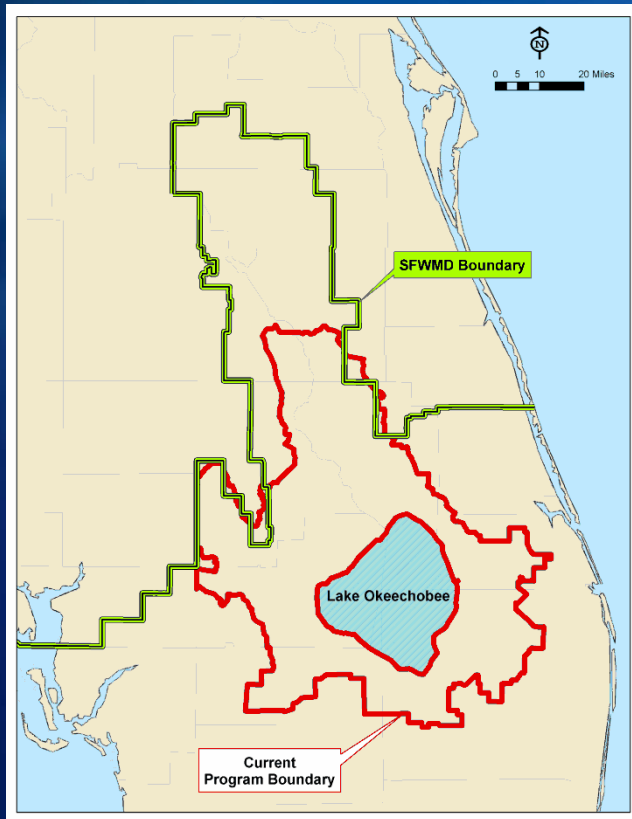 N
0 5 10 20 Miles
SFWMD Boundary
Lake Okeechobee
Current
Program Boundary